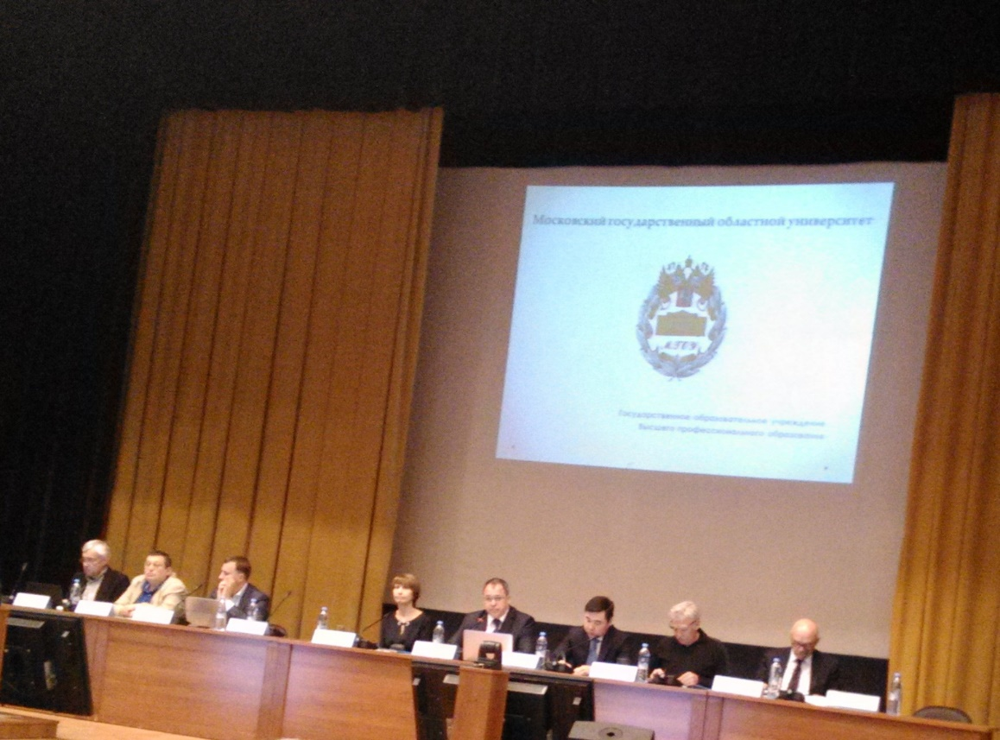 Московский государственный областной университет
МГОУ
Государственное образовательное учреждение
Высшего профессионального образования